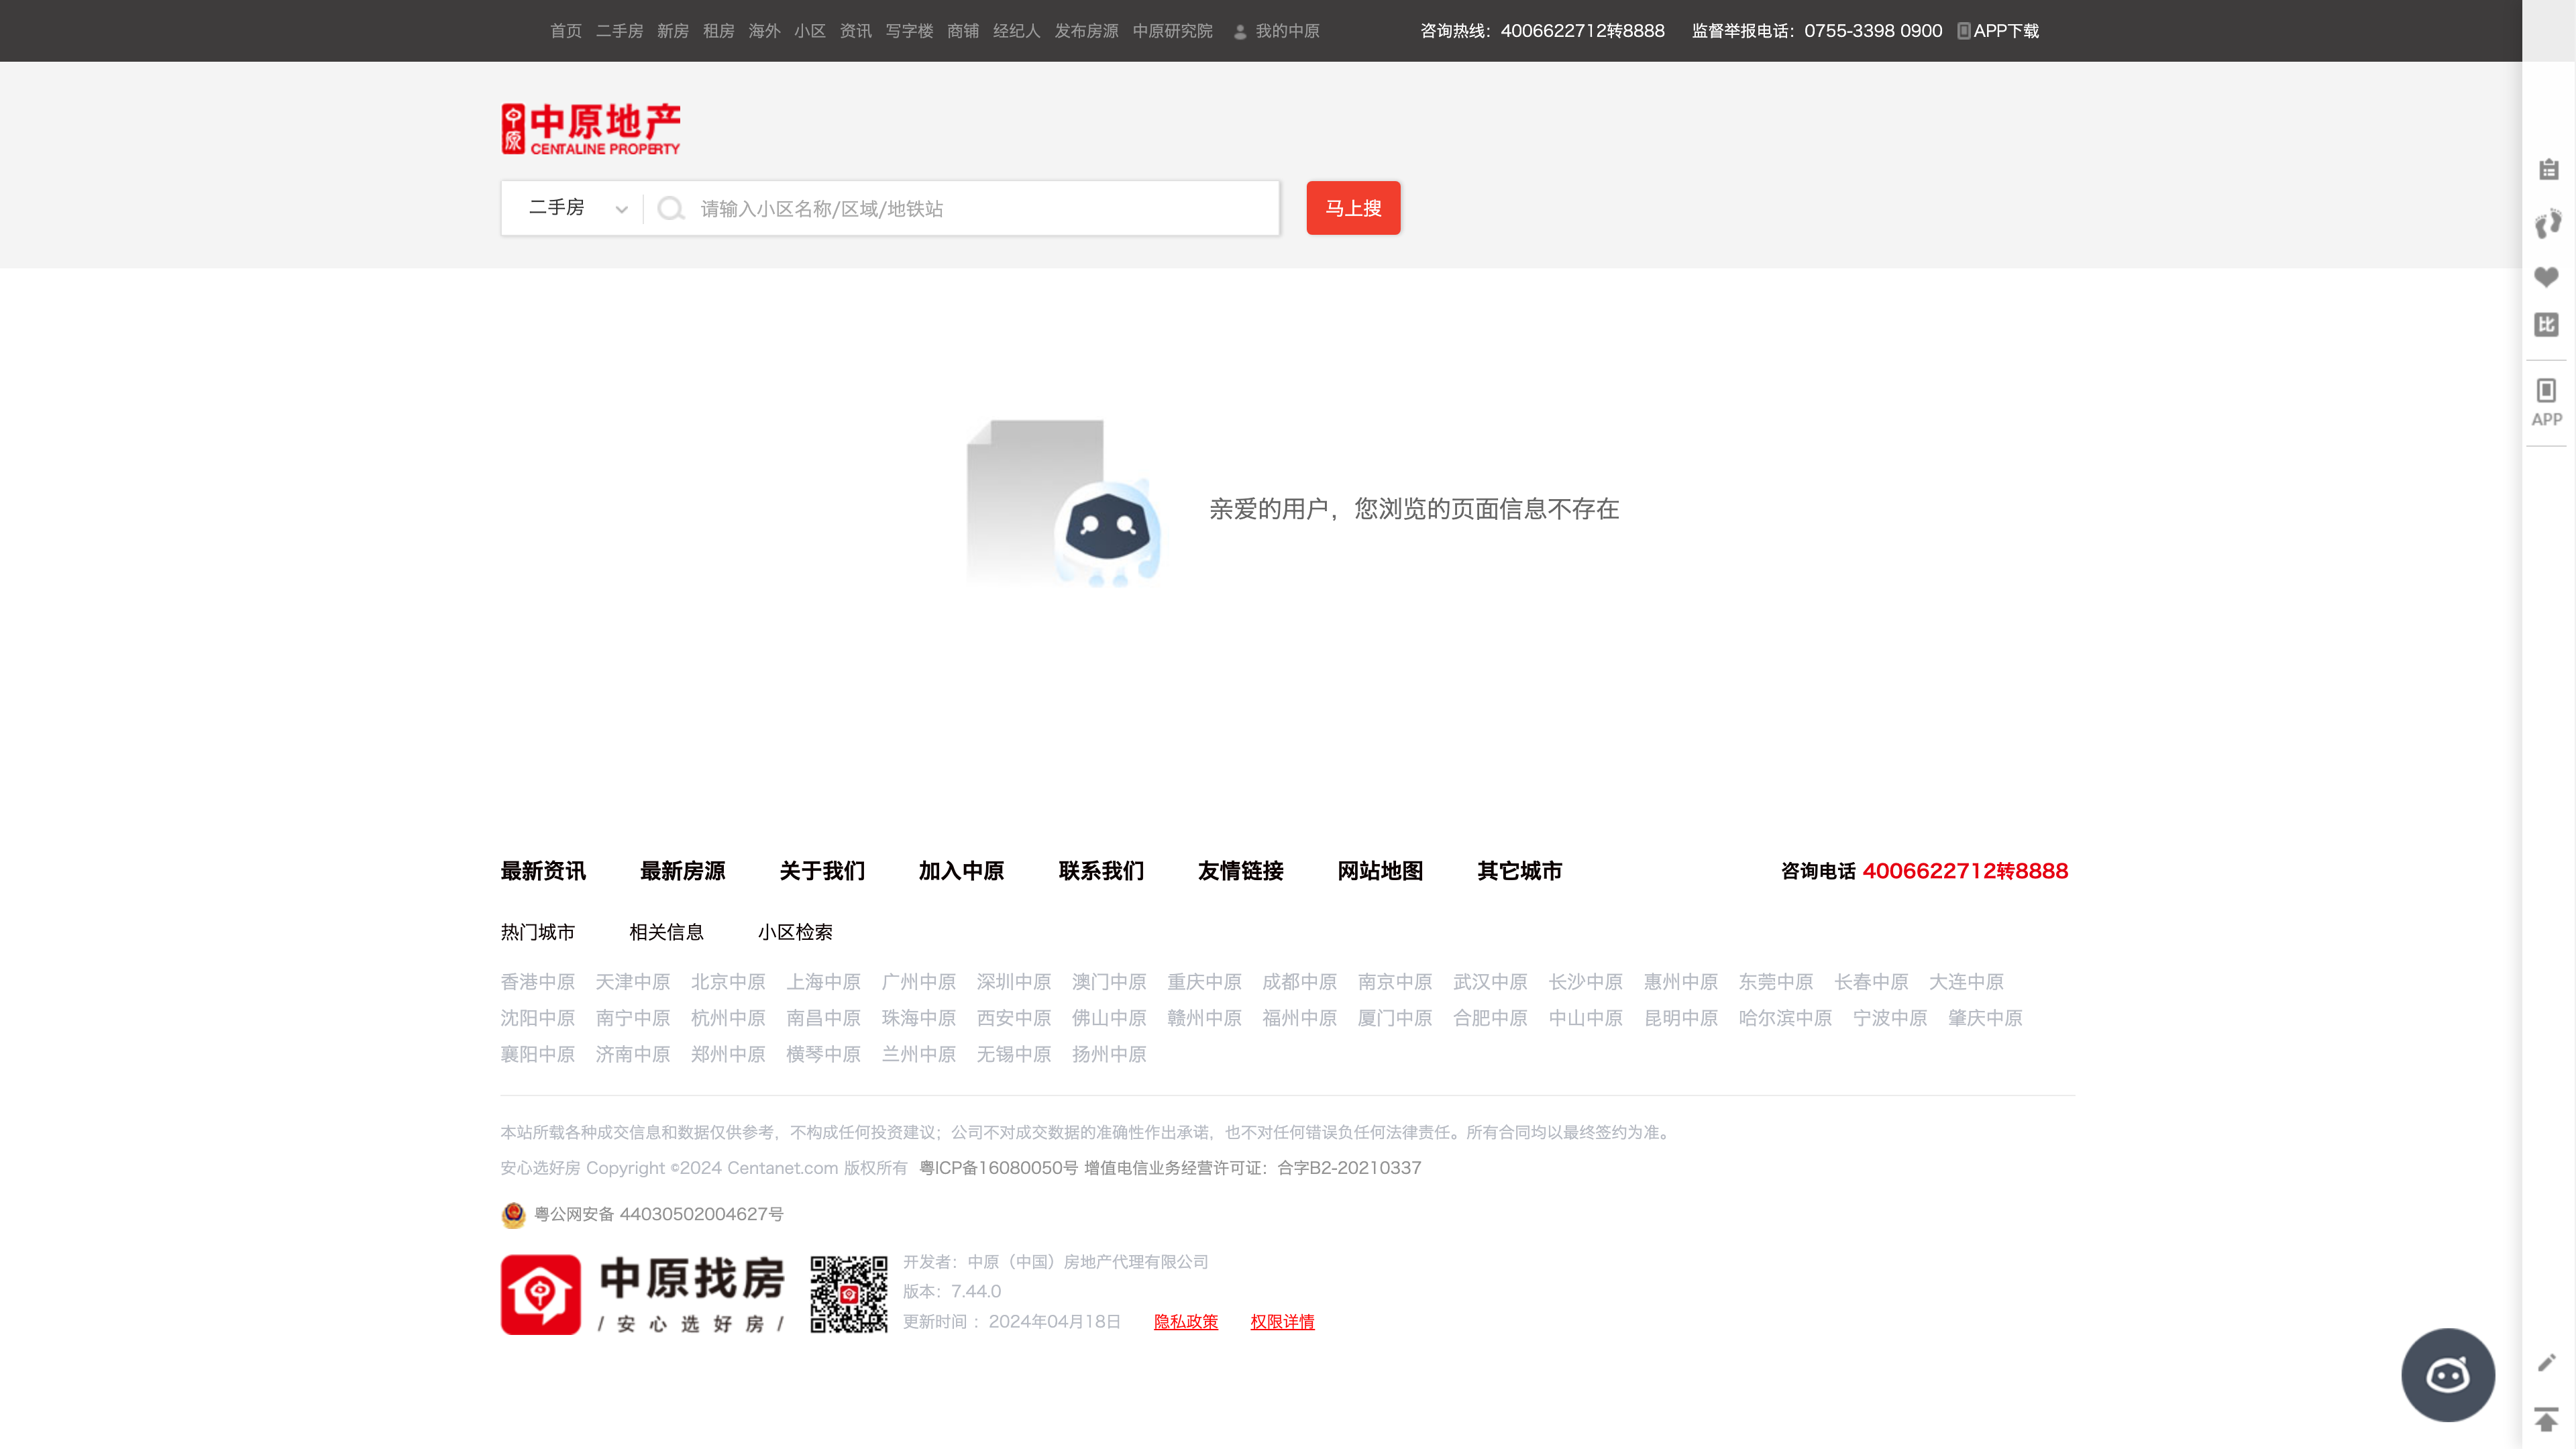 首页 二手房 新房 租房 海外 小区 资讯 写字楼 商铺 经纪人 发布房源 中原研究院 我的中原 咨询热线：4006622712转8888 监督举报电话：0755-3398 0900 APP下载
中原
中原地产
CENTALINE PROPERTY
二手房 请输入小区名称/区域/地铁站 马上搜
比
APP
亲爱的用户，您浏览的页面信息不存在
最新资讯 最新房源 关于我们 加入中原 联系我们 友情链接 网站地图 其它城市 咨询电话 4006622712转8888
热门城市 相关信息 小区检索
香港中原 天津中原 北京中原 上海中原 广州中原 深圳中原 澳门中原 重庆中原 成都中原 南京中原 武汉中原 长沙中原 惠州中原 东莞中原 长春中原 大连中原
沈阳中原 南宁中原 杭州中原 南昌中原 珠海中原 西安中原 佛山中原 赣州中原 福州中原 厦门中原 合肥中原 中山中原 昆明中原 哈尔滨中原 宁波中原 肇庆中原
襄阳中原 济南中原 郑州中原 横琴中原 兰州中原 无锡中原 扬州中原
本站所载各种成交信息和数据仅供参考，不构成任何投资建议；公司不对成交数据的准确性作出承诺，也不对任何错误负任何法律责任。所有合同均以最终签约为准。
安心选好房 Copyright ©2024 Centanet.com 版权所有 粤ICP备16080050号 增值电信业务经营许可证：合字B2-20210337
粤公网安备 44030502004627号
中原找房
/ 安 心 选 好 房 /
开发者：中原（中国）房地产代理有限公司
版本：7.44.0
更新时间 ：2024年04月18日 隐私政策 权限详情